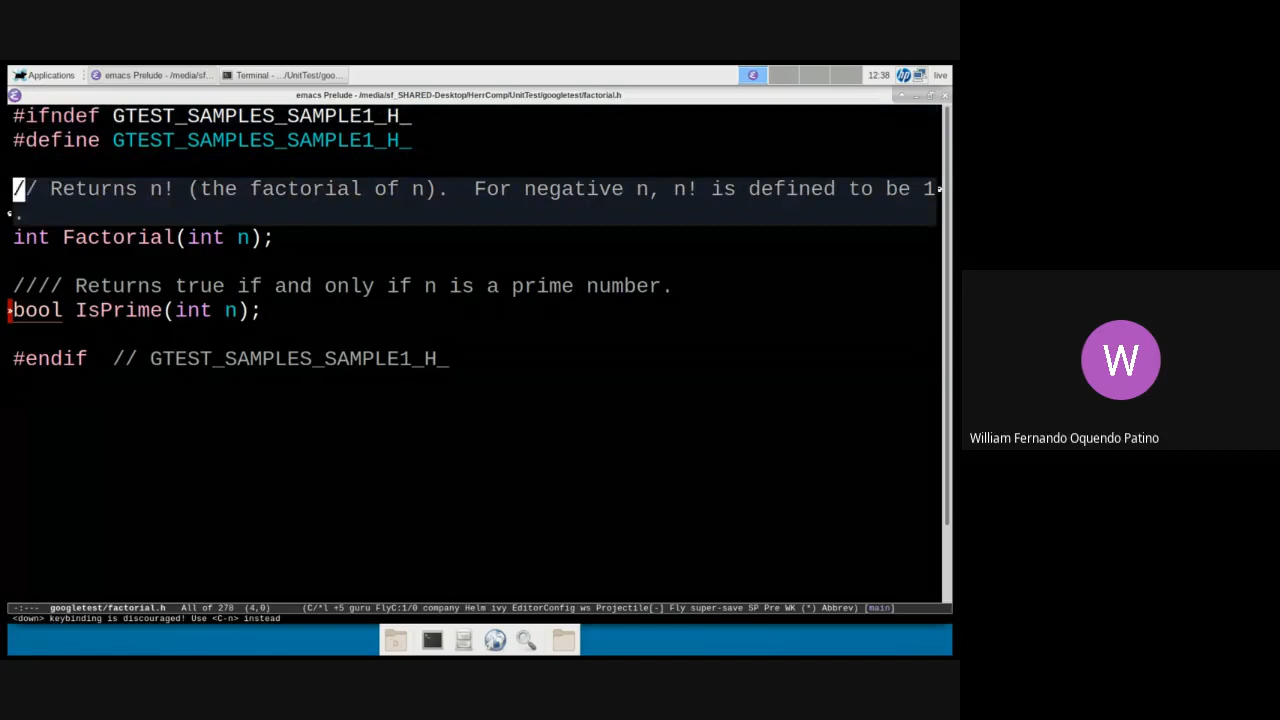 Applications
emacs Prelude - /media/sf...
Terminal - .../UnitTest/goo...
12:38
live
emacs Prelude - /media/sf_SHARED-Desktop/HerrComp/UnitTest/googletest/factorial.h
#ifndef GTEST_SAMPLES_SAMPLE1_H_
#define GTEST_SAMPLES_SAMPLE1_H_
// Returns n! (the factorial of n).  For negative n, n! is defined to be 1
.
int Factorial(int n);
//// Returns true if and only if n is a prime number.
bool IsPrime(int n);
#endif  // GTEST_SAMPLES_SAMPLE1_H_
-:---  googletest/factorial.h   All of 278  (4,0)      (C/*l +5 guru FlyC:1/0 company Helm ivy EditorConfig ws Projectile[-] Fly super-save SP Pre WK (*) Abbrev) [main]
<down> keybinding is discouraged! Use <C-n> instead
W
William Fernando Oquendo Patino